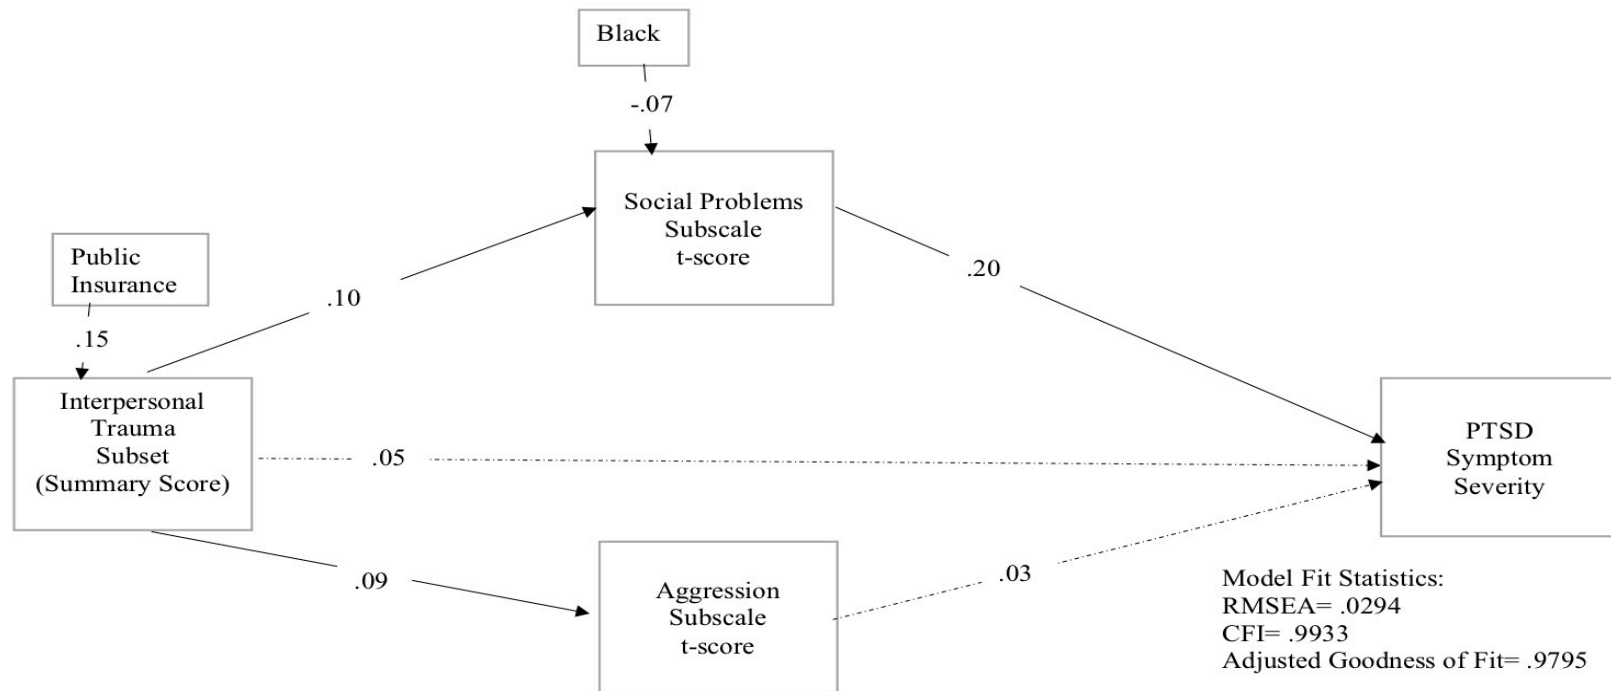 Black
-.07
Social Problems
Subscale
t-score
Public
Insurance
.15
.10
.20
Interpersonal
Trauma
Subset
(Summary Score)
.05
PTSD
Symptom
Severity
.09
Aggression
Subscale
t-score
.03
Model Fit Statistics:
RMSEA= .0294
CFI= .9933
Adjusted Goodness of Fit= .9795